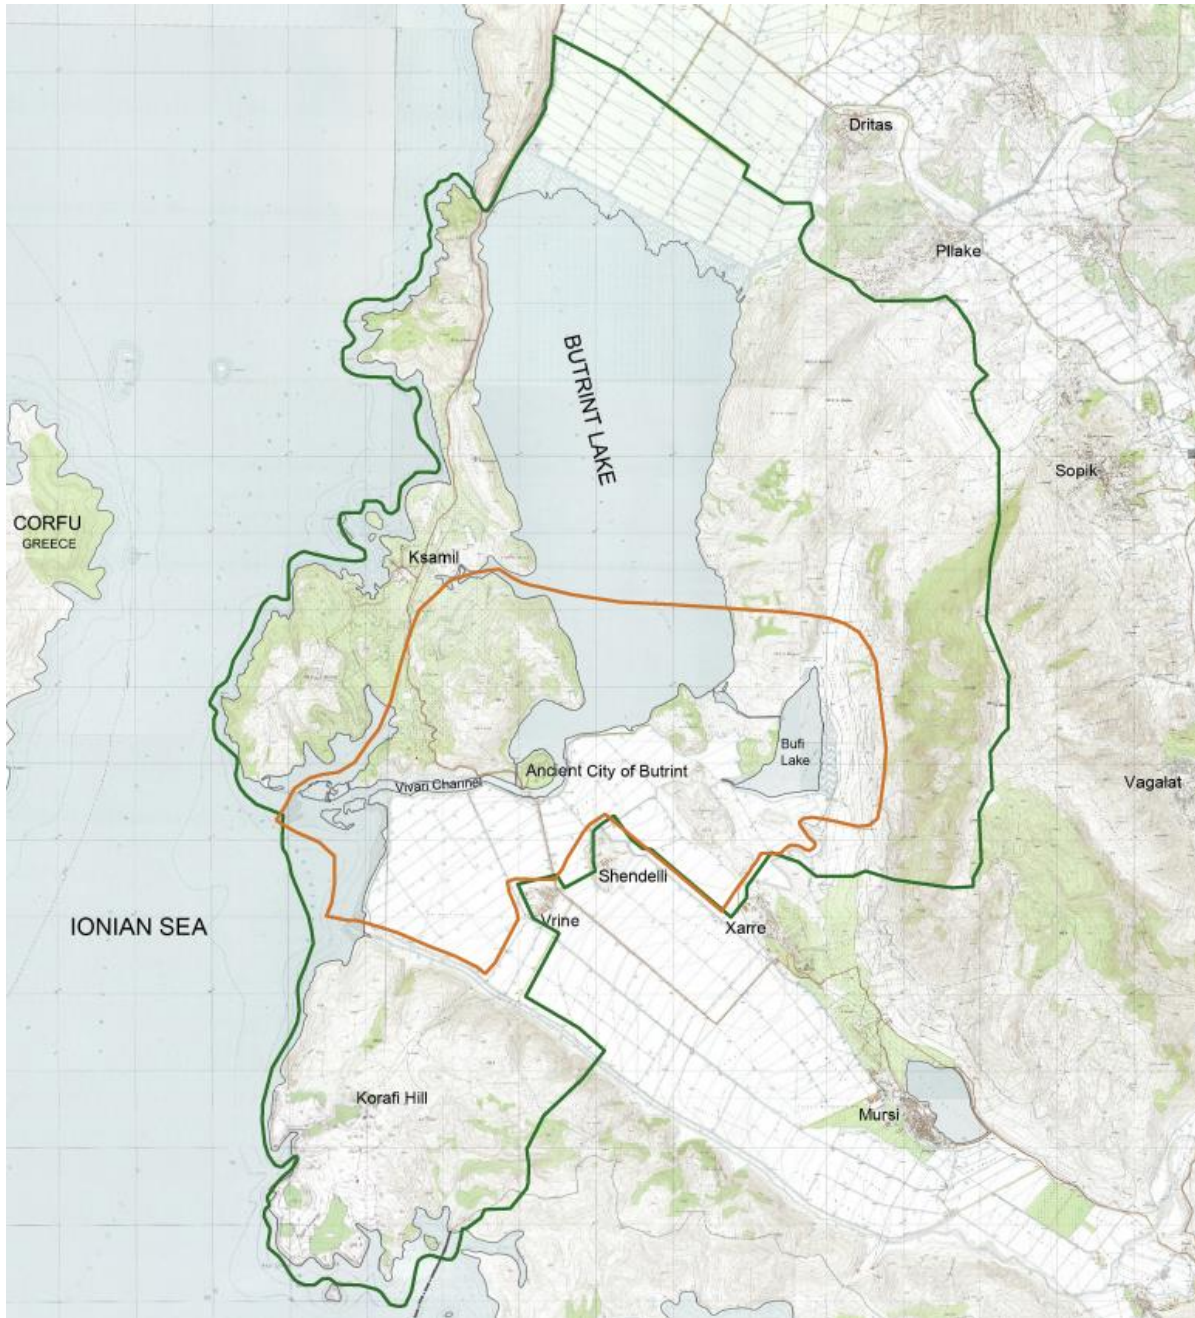 Dritas
Pllake
BUTRINT LAKE
Sopik
CORFU
GREECE
Ksamil
Bufi
Lake
Ancient City of Butrint
Vivari Channel
Vagalat
Shendelli
Vrine
Xarre
IONIAN SEA
Korafi Hill
Mursi